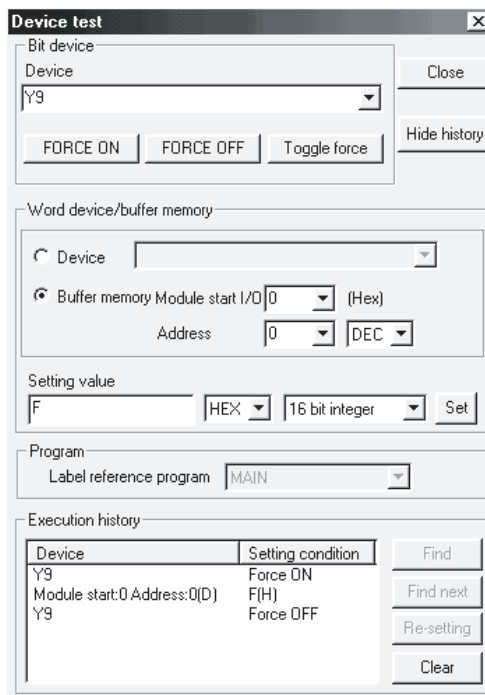 Device test
Bit device
Device
Y9
Close
FORCE ON FORCE OFF Toggle force
Hide history
Word device/buffer memory
Device
Buffer memory Module start I/O 0 (Hex)
Address 0 DEC
Setting value
F HEX 16 bit integer Set
Program
Label reference program MAIN
Execution history
Device Setting condition
Y9 Force ON
Module start:0 Address:0(D) F(H)
Y9 Force OFF
Find
Find next
Re-setting
Clear